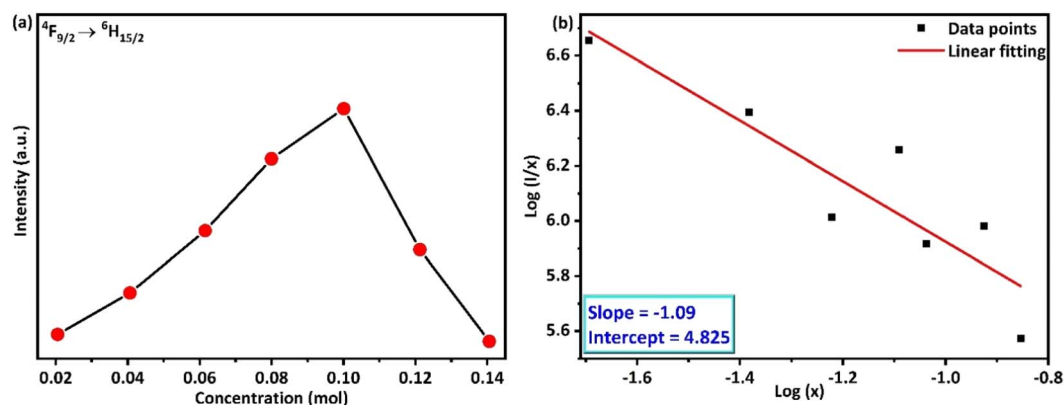 (a)
⁴F₉/₂ → ⁶H₁₅/₂
Intensity (a.u.)
0.02 0.04 0.06 0.08 0.10 0.12 0.14
Concentration (mol)
(b)
Data points
Linear fitting
Log (I/x)
6.6
6.4
6.2
6.0
5.8
5.6
Slope = -1.09
Intercept = 4.825
-1.6 -1.4 -1.2 -1.0 -0.8
Log (x)